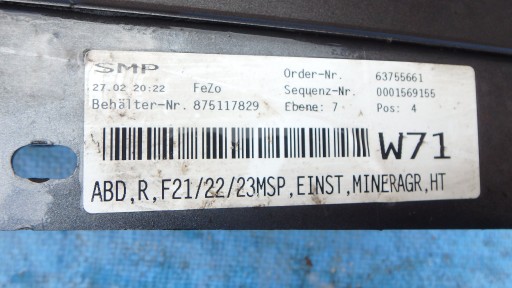 SMP
Order-Nr. 63755661
27.02 20:22 FeZo Sequenz-Nr. 0001569155
Behälter-Nr. 875117829 Ebene: 7 Pos: 4
W71
ABD,R,F21/22/23MSP,EINST,MINERAGR,HT